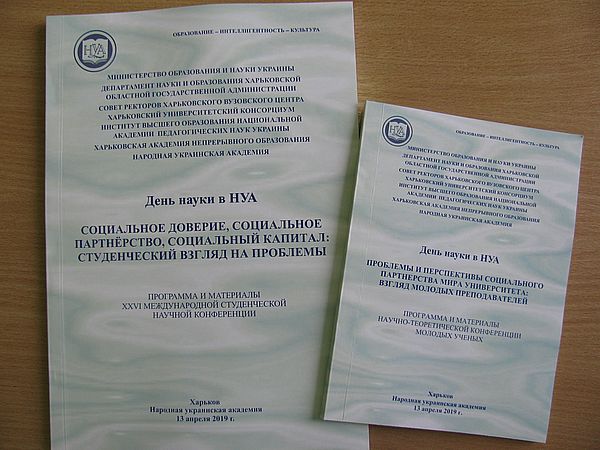 НУА
ОБРАЗОВАНИЕ – ИНТЕЛЛИГЕНТНОСТЬ – КУЛЬТУРА
МИНИСТЕРСТВО ОБРАЗОВАНИЯ И НАУКИ УКРАИНЫ
ДЕПАРТАМЕНТ НАУКИ И ОБРАЗОВАНИЯ ХАРЬКОВСКОЙ
ОБЛАСТНОЙ ГОСУДАРСТВЕННОЙ АДМИНИСТРАЦИИ
СОВЕТ РЕКТОРОВ ХАРЬКОВСКОГО ВУЗОВСКОГО ЦЕНТРА
ХАРЬКОВСКИЙ УНИВЕРСИТЕТСКИЙ КОНСОРЦИУМ
ИНСТИТУТ ВЫСШЕГО ОБРАЗОВАНИЯ НАЦИОНАЛЬНОЙ
АКАДЕМИИ ПЕДАГОГИЧЕСКИХ НАУК УКРАИНЫ
ХАРЬКОВСКАЯ АКАДЕМИЯ НЕПРЕРЫВНОГО ОБРАЗОВАНИЯ
НАРОДНАЯ УКРАИНСКАЯ АКАДЕМИЯ
День науки в НУА
СОЦИАЛЬНОЕ ДОВЕРИЕ, СОЦИАЛЬНОЕ
ПАРТНЁРСТВО, СОЦИАЛЬНЫЙ КАПИТАЛ:
СТУДЕНЧЕСКИЙ ВЗГЛЯД НА ПРОБЛЕМЫ
ПРОГРАММА И МАТЕРИАЛЫ
XXVI МЕЖДУНАРОДНОЙ СТУДЕНЧЕСКОЙ
НАУЧНОЙ КОНФЕРЕНЦИИ
Харьков
Народная украинская академия
13 апреля 2019 г.
НУА
ОБРАЗОВАНИЕ – ИНТЕЛЛИГЕНТНОСТЬ – КУЛЬТУРА
МИНИСТЕРСТВО ОБРАЗОВАНИЯ И НАУКИ УКРАИНЫ
ДЕПАРТАМЕНТ НАУКИ И ОБРАЗОВАНИЯ ХАРЬКОВСКОЙ
ОБЛАСТНОЙ ГОСУДАРСТВЕННОЙ АДМИНИСТРАЦИИ
СОВЕТ РЕКТОРОВ ХАРЬКОВСКОГО ВУЗОВСКОГО ЦЕНТРА
ХАРЬКОВСКИЙ УНИВЕРСИТЕТСКИЙ КОНСОРЦИУМ
ИНСТИТУТ ВЫСШЕГО ОБРАЗОВАНИЯ НАЦИОНАЛЬНОЙ
АКАДЕМИИ ПЕДАГОГИЧЕСКИХ НАУК УКРАИНЫ
ХАРЬКОВСКАЯ АКАДЕМИЯ НЕПРЕРЫВНОГО ОБРАЗОВАНИЯ
НАРОДНАЯ УКРАИНСКАЯ АКАДЕМИЯ
День науки в НУА
ПРОБЛЕМЫ И ПЕРСПЕКТИВЫ СОЦИАЛЬНОГО
ПАРТНЕРСТВА МИРА УНИВЕРСИТЕТА:
ВЗГЛЯД МОЛОДЫХ ПРЕПОДАВАТЕЛЕЙ
ПРОГРАММА И МАТЕРИАЛЫ
НАУЧНО-ТЕОРЕТИЧЕСКОЙ КОНФЕРЕНЦИИ
МОЛОДЫХ УЧЕНЫХ
Харьков
Народная украинская академия
13 апреля 2019 г.